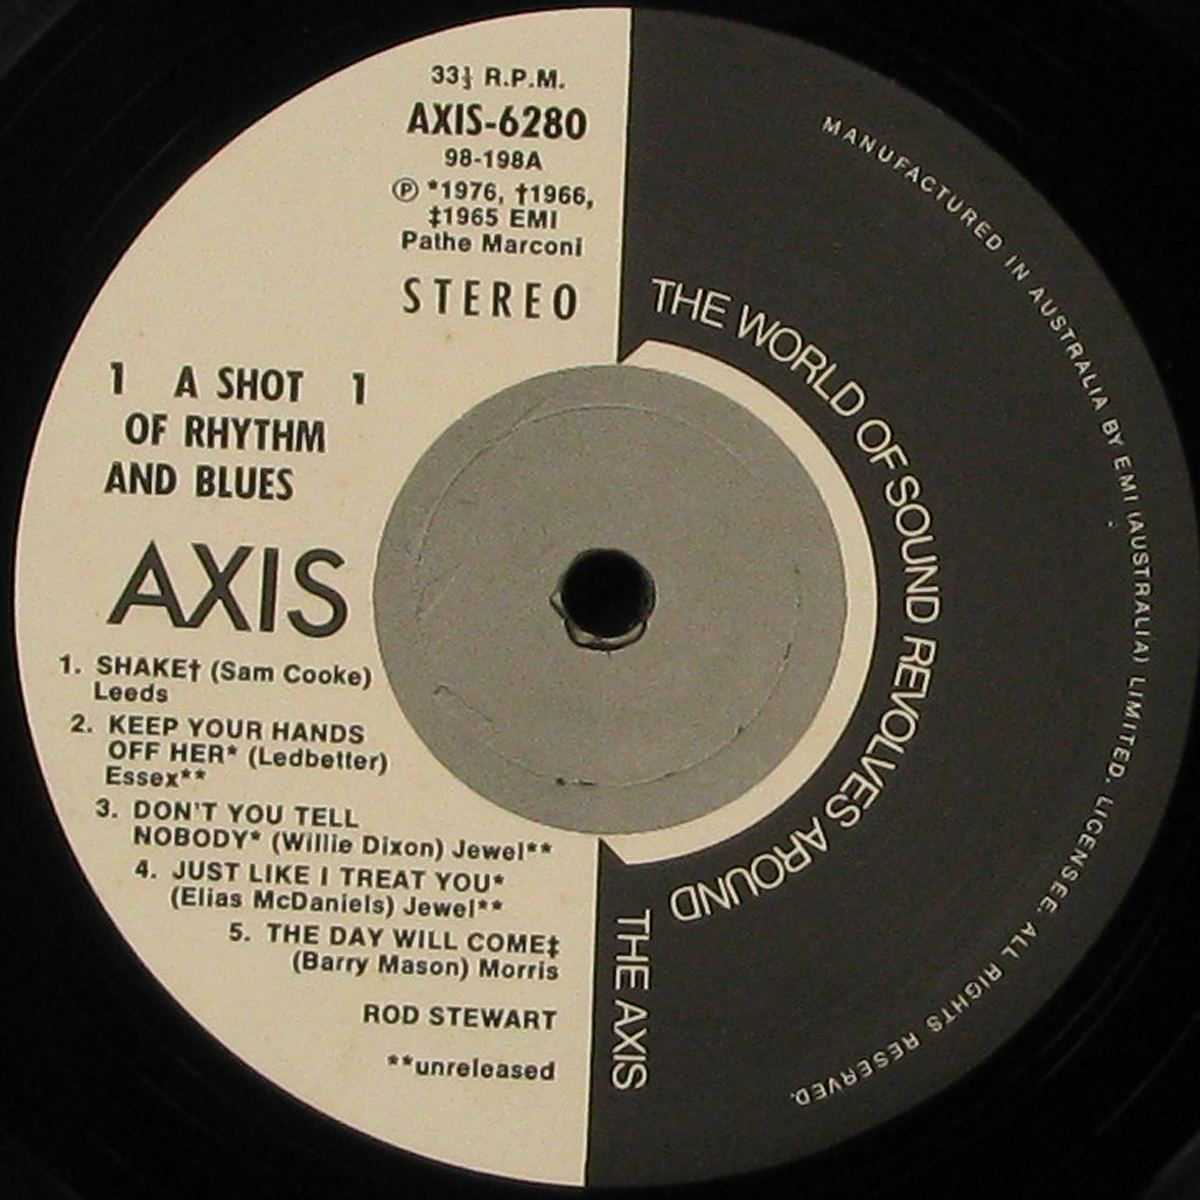 33⅓ R.P.M.
AXIS-6280
98-198A
Ⓟ *1976, †1966,
‡1965 EMI
Pathe Marconi
STEREO
1 A SHOT 1
OF RHYTHM
AND BLUES
AXIS
1. SHAKE† (Sam Cooke)
Leeds
2. KEEP YOUR HANDS
OFF HER* (Ledbetter)
Essex**
3. DON'T YOU TELL
NOBODY* (Willie Dixon) Jewel**
4. JUST LIKE I TREAT YOU*
(Elias McDaniels) Jewel**
5. THE DAY WILL COME‡
(Barry Mason) Morris
ROD STEWART
**unreleased
THE WORLD OF SOUND REVOLVES AROUND
THE AXIS
MANUFACTURED IN AUSTRALIA BY EMI (AUSTRALIA) LIMITED. LICENSEE. ALL RIGHTS RESERVED.